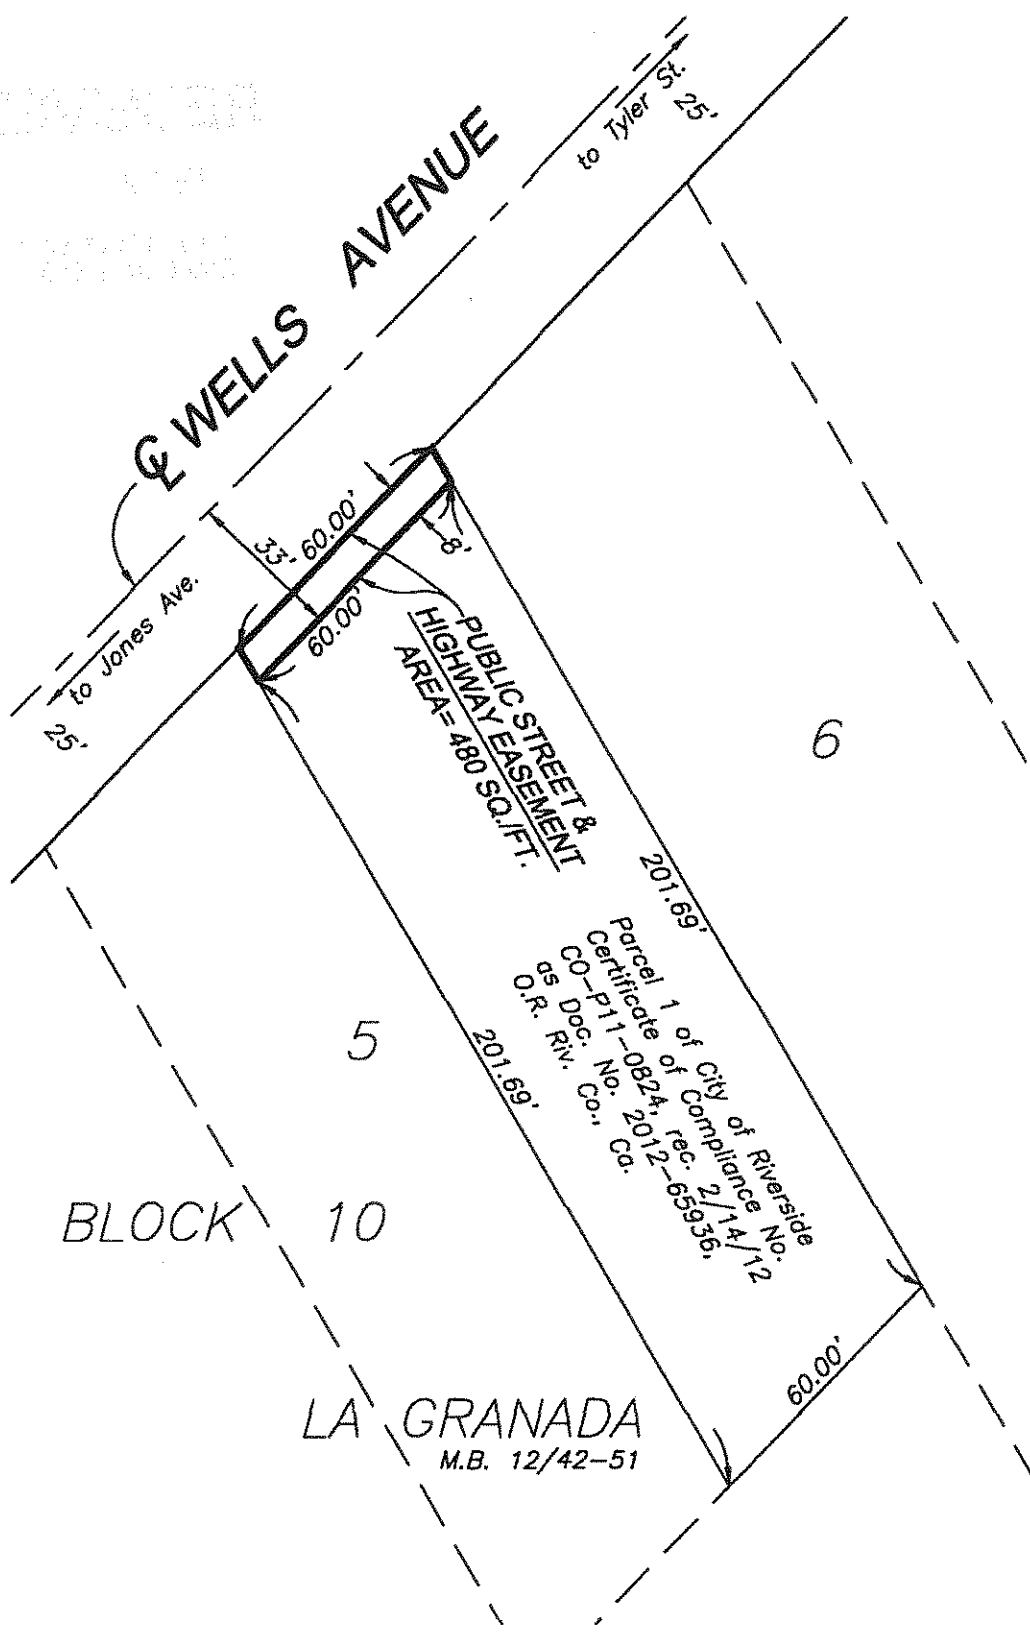 to Tyler St.
25'
℄ WELLS AVENUE
60.00'
33'
8'
60.00'
to Jones Ave.
25'
PUBLIC STREET &
HIGHWAY EASEMENT
AREA= 480 SQ./FT.
6
201.69'
Parcel 1 of City of Riverside
Certificate of Compliance No.
CO-P11-0824, rec. 2/14/12
as Doc. No. 2012-65936,
O.R. Riv. Co., Ca.
5
201.69'
BLOCK 10
60.00'
LA GRANADA
M.B. 12/42-51